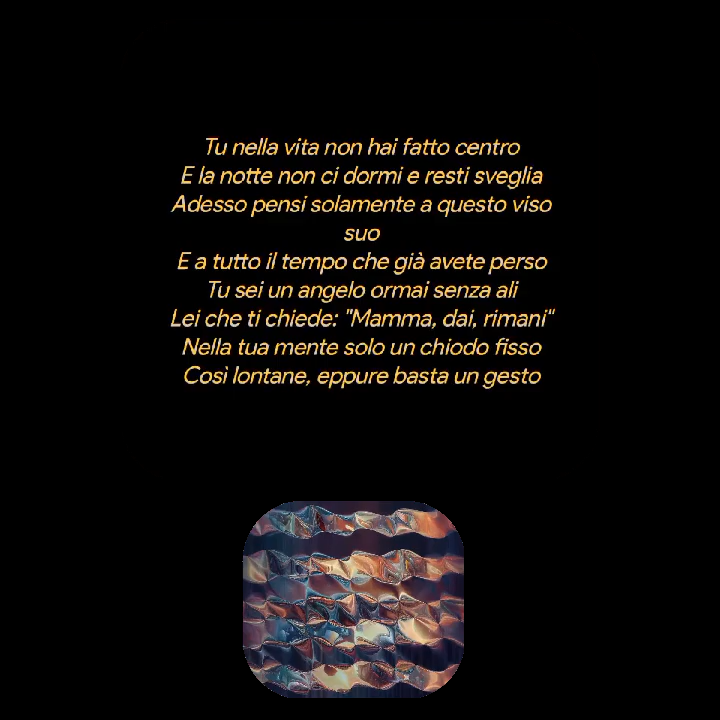 Tu nella vita non hai fatto centro
E la notte non ci dormi e resti sveglia
Adesso pensi solamente a questo viso
suo
E a tutto il tempo che già avete perso
Tu sei un angelo ormai senza ali
Lei che ti chiede: "Mamma, dai, rimani"
Nella tua mente solo un chiodo fisso
Così lontane, eppure basta un gesto